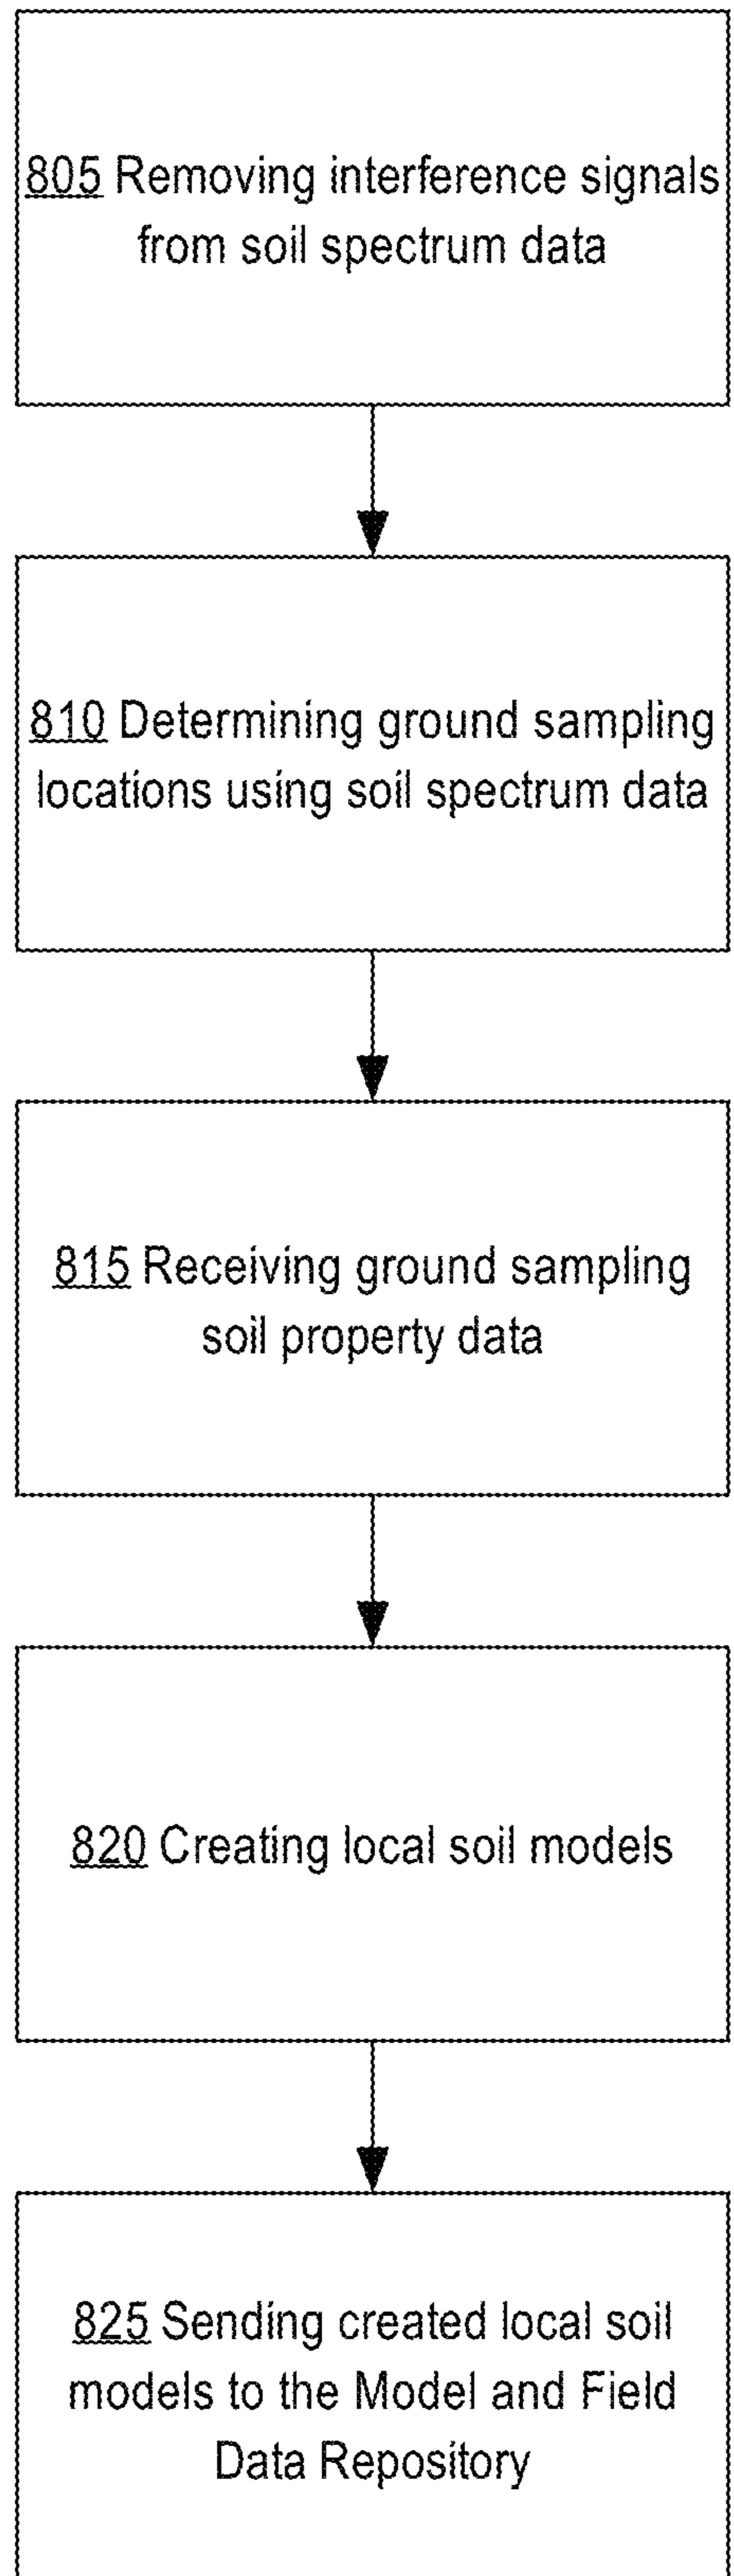 805 Removing interference signals
from soil spectrum data
810 Determining ground sampling
locations using soil spectrum data
815 Receiving ground sampling
soil property data
820 Creating local soil models
825 Sending created local soil
models to the Model and Field
Data Repository